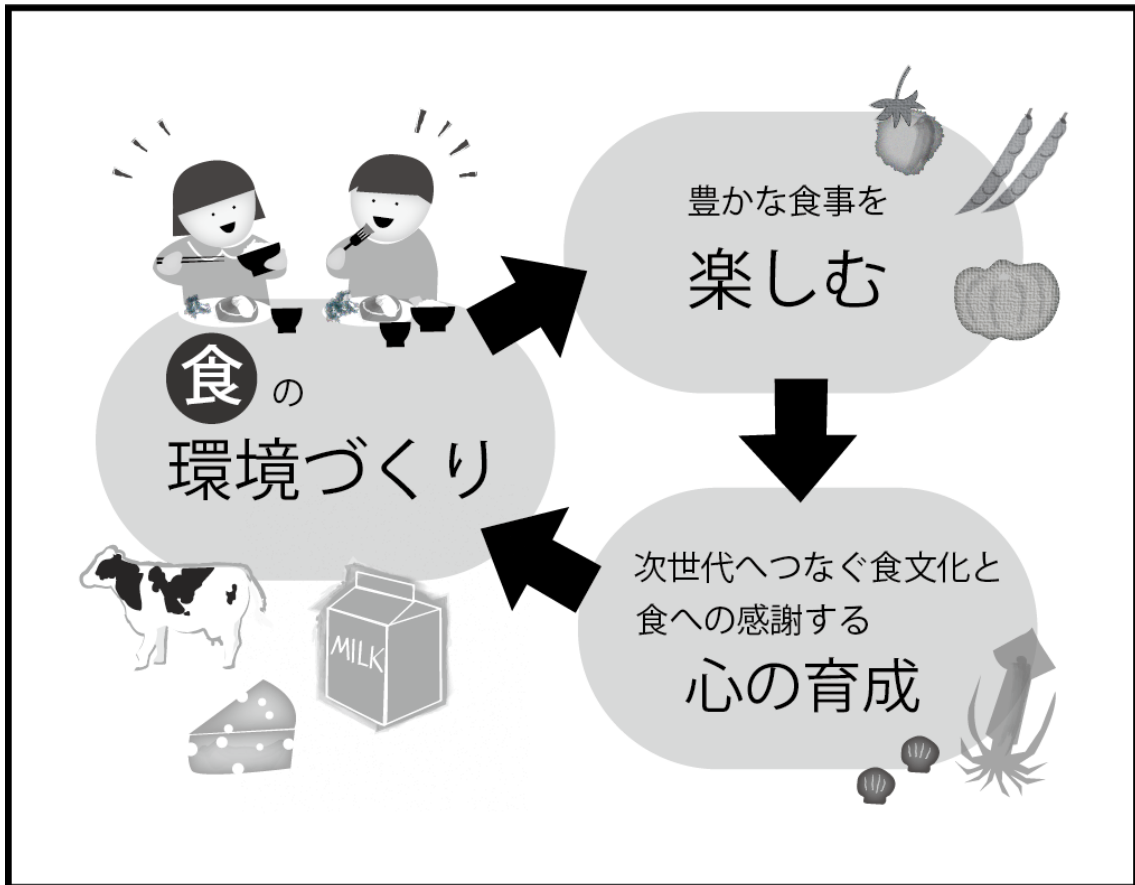 豊かな食事を
楽しむ
食の
環境づくり
MILK
次世代へつなぐ食文化と
食への感謝する
心の育成